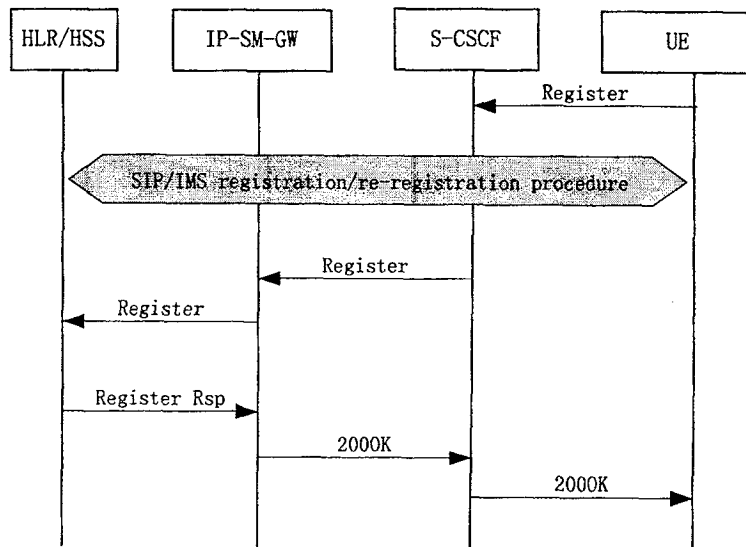 HLR/HSS
IP-SM-GW
S-CSCF
UE
Register
SIP/IMS registration/re-registration procedure
Register
Register
Register Rsp
2000K
2000K